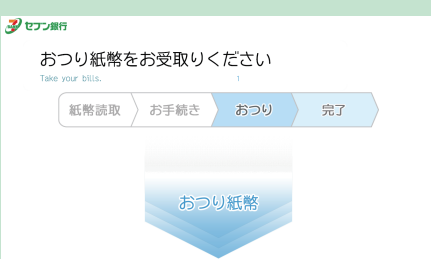 セブン銀行
おつり紙幣をお受取りください
Take your bills.
1
紙幣読取
お手続き
おつり
完了
おつり紙幣